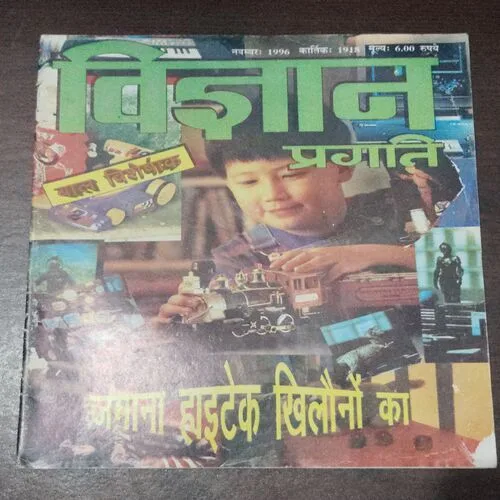 नवम्बर: 1996 कार्तिक: 1918 मूल्य: 6.00 रुपये
विज्ञान
प्रगति
बाल विशेषांक
ज़माना हाइटेक खिलौनों का